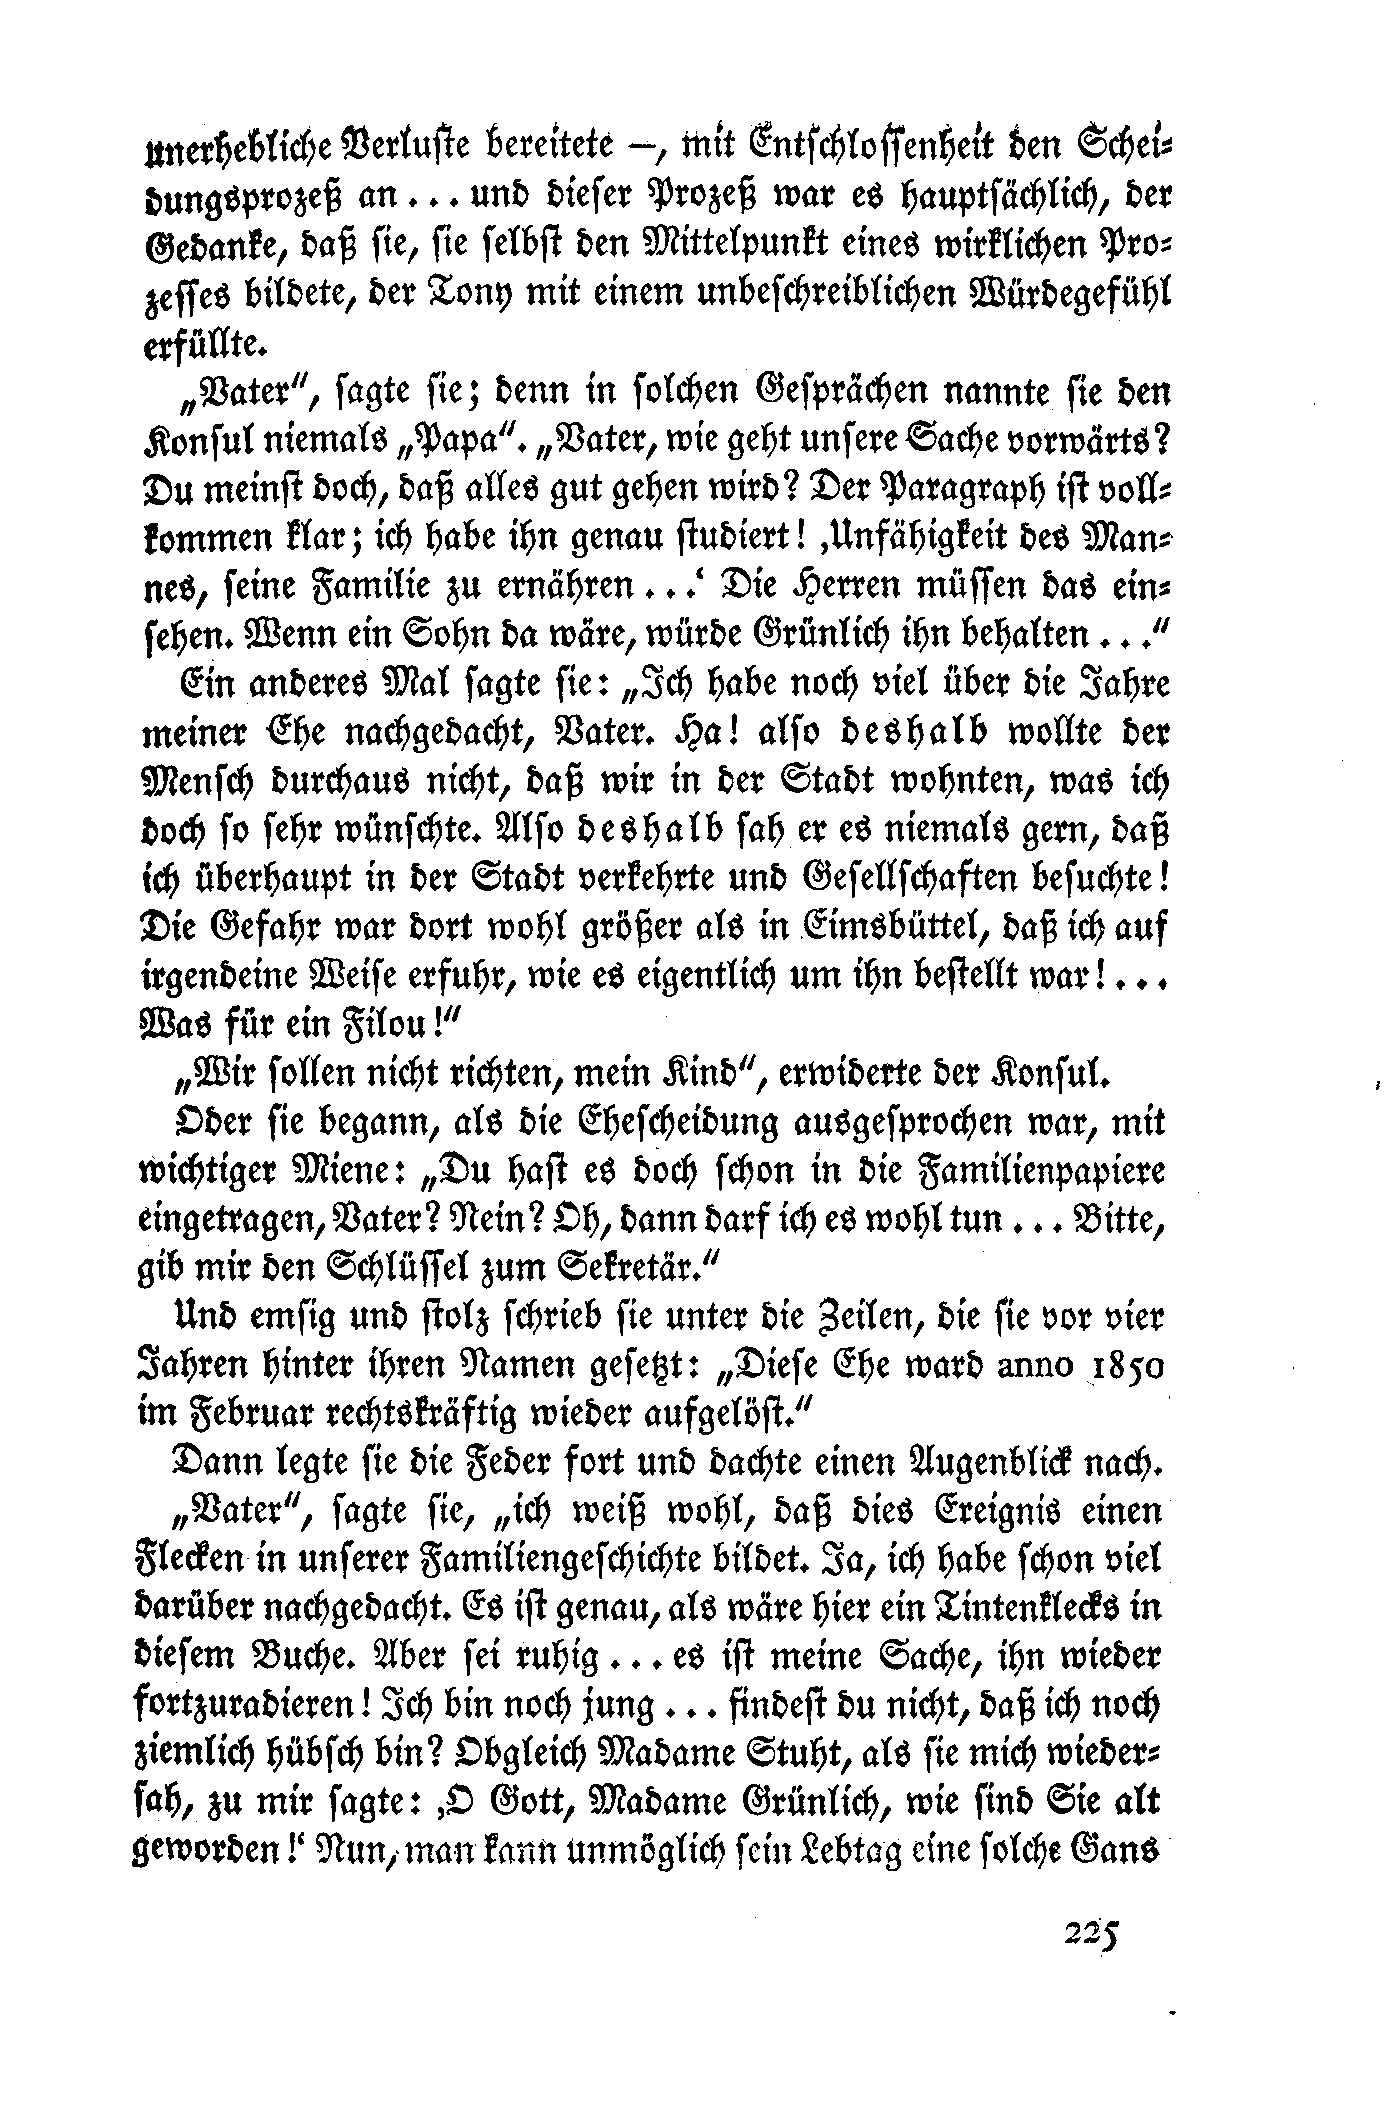 unerhebliche Verluste bereitete –, mit Entschlossenheit den Schei-
dungsprozeß an ... und dieser Prozeß war es hauptsächlich, der
Gedanke, daß sie, sie selbst den Mittelpunkt eines wirklichen Pro-
zesses bildete, der Tony mit einem unbeschreiblichen Würdegefühl
erfüllte.
„Vater“, sagte sie; denn in solchen Gesprächen nannte sie den
Konsul niemals „Papa“. „Vater, wie geht unsere Sache vorwärts?
Du meinst doch, daß alles gut gehen wird? Der Paragraph ist voll-
kommen klar; ich habe ihn genau studiert! ‚Unfähigkeit des Man-
nes, seine Familie zu ernähren ...‘ Die Herren müssen das ein-
sehen. Wenn ein Sohn da wäre, würde Grünlich ihn behalten ...“
Ein anderes Mal sagte sie: „Ich habe noch viel über die Jahre
meiner Ehe nachgedacht, Vater. Ha! also deshalb wollte der
Mensch durchaus nicht, daß wir in der Stadt wohnten, was ich
doch so sehr wünschte. Also deshalb sah er es niemals gern, daß
ich überhaupt in der Stadt verkehrte und Gesellschaften besuchte!
Die Gefahr war dort wohl größer als in Eimsbüttel, daß ich auf
irgendeine Weise erfuhr, wie es eigentlich um ihn bestellt war! ...
Was für ein Filou!“
„Wir sollen nicht richten, mein Kind“, erwiderte der Konsul.
Oder sie begann, als die Ehescheidung ausgesprochen war, mit
wichtiger Miene: „Du hast es doch schon in die Familienpapiere
eingetragen, Vater? Nein? Oh, dann darf ich es wohl tun ... Bitte,
gib mir den Schlüssel zum Sekretär.“
Und emsig und stolz schrieb sie unter die Zeilen, die sie vor vier
Jahren hinter ihren Namen gesetzt: „Diese Ehe ward anno 1850
im Februar rechtskräftig wieder aufgelöst.“
Dann legte sie die Feder fort und dachte einen Augenblick nach.
„Vater“, sagte sie, „ich weiß wohl, daß dies Ereignis einen
Flecken in unserer Familiengeschichte bildet. Ja, ich habe schon viel
darüber nachgedacht. Es ist genau, als wäre hier ein Tintenklecks in
diesem Buche. Aber sei ruhig ... es ist meine Sache, ihn wieder
fortzuradieren! Ich bin noch jung ... findest du nicht, daß ich noch
ziemlich hübsch bin? Obgleich Madame Stuht, als sie mich wieder-
sah, zu mir sagte: ‚O Gott, Madame Grünlich, wie sind Sie alt
geworden!‘ Nun, man kann unmöglich sein Lebtag eine solche Gans
225